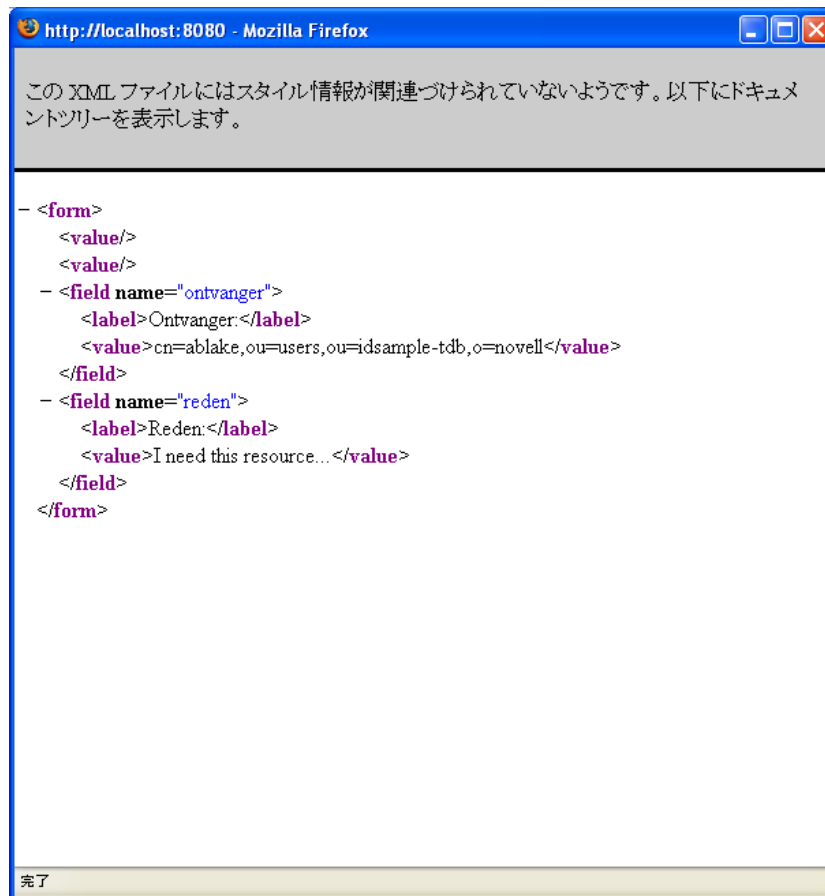 http://localhost:8080 - Mozilla Firefox
この XML ファイルにはスタイル情報が関連づけられていないようです。以下にドキュメ
ントツリーを表示します。
− <form>
<value/>
<value/>
− <field name="ontvanger">
<label>Ontvanger:</label>
<value>cn=ablake,ou=users,ou=idsample-tdb,o=novell</value>
</field>
− <field name="reden">
<label>Reden:</label>
<value>I need this resource...</value>
</field>
</form>
完了